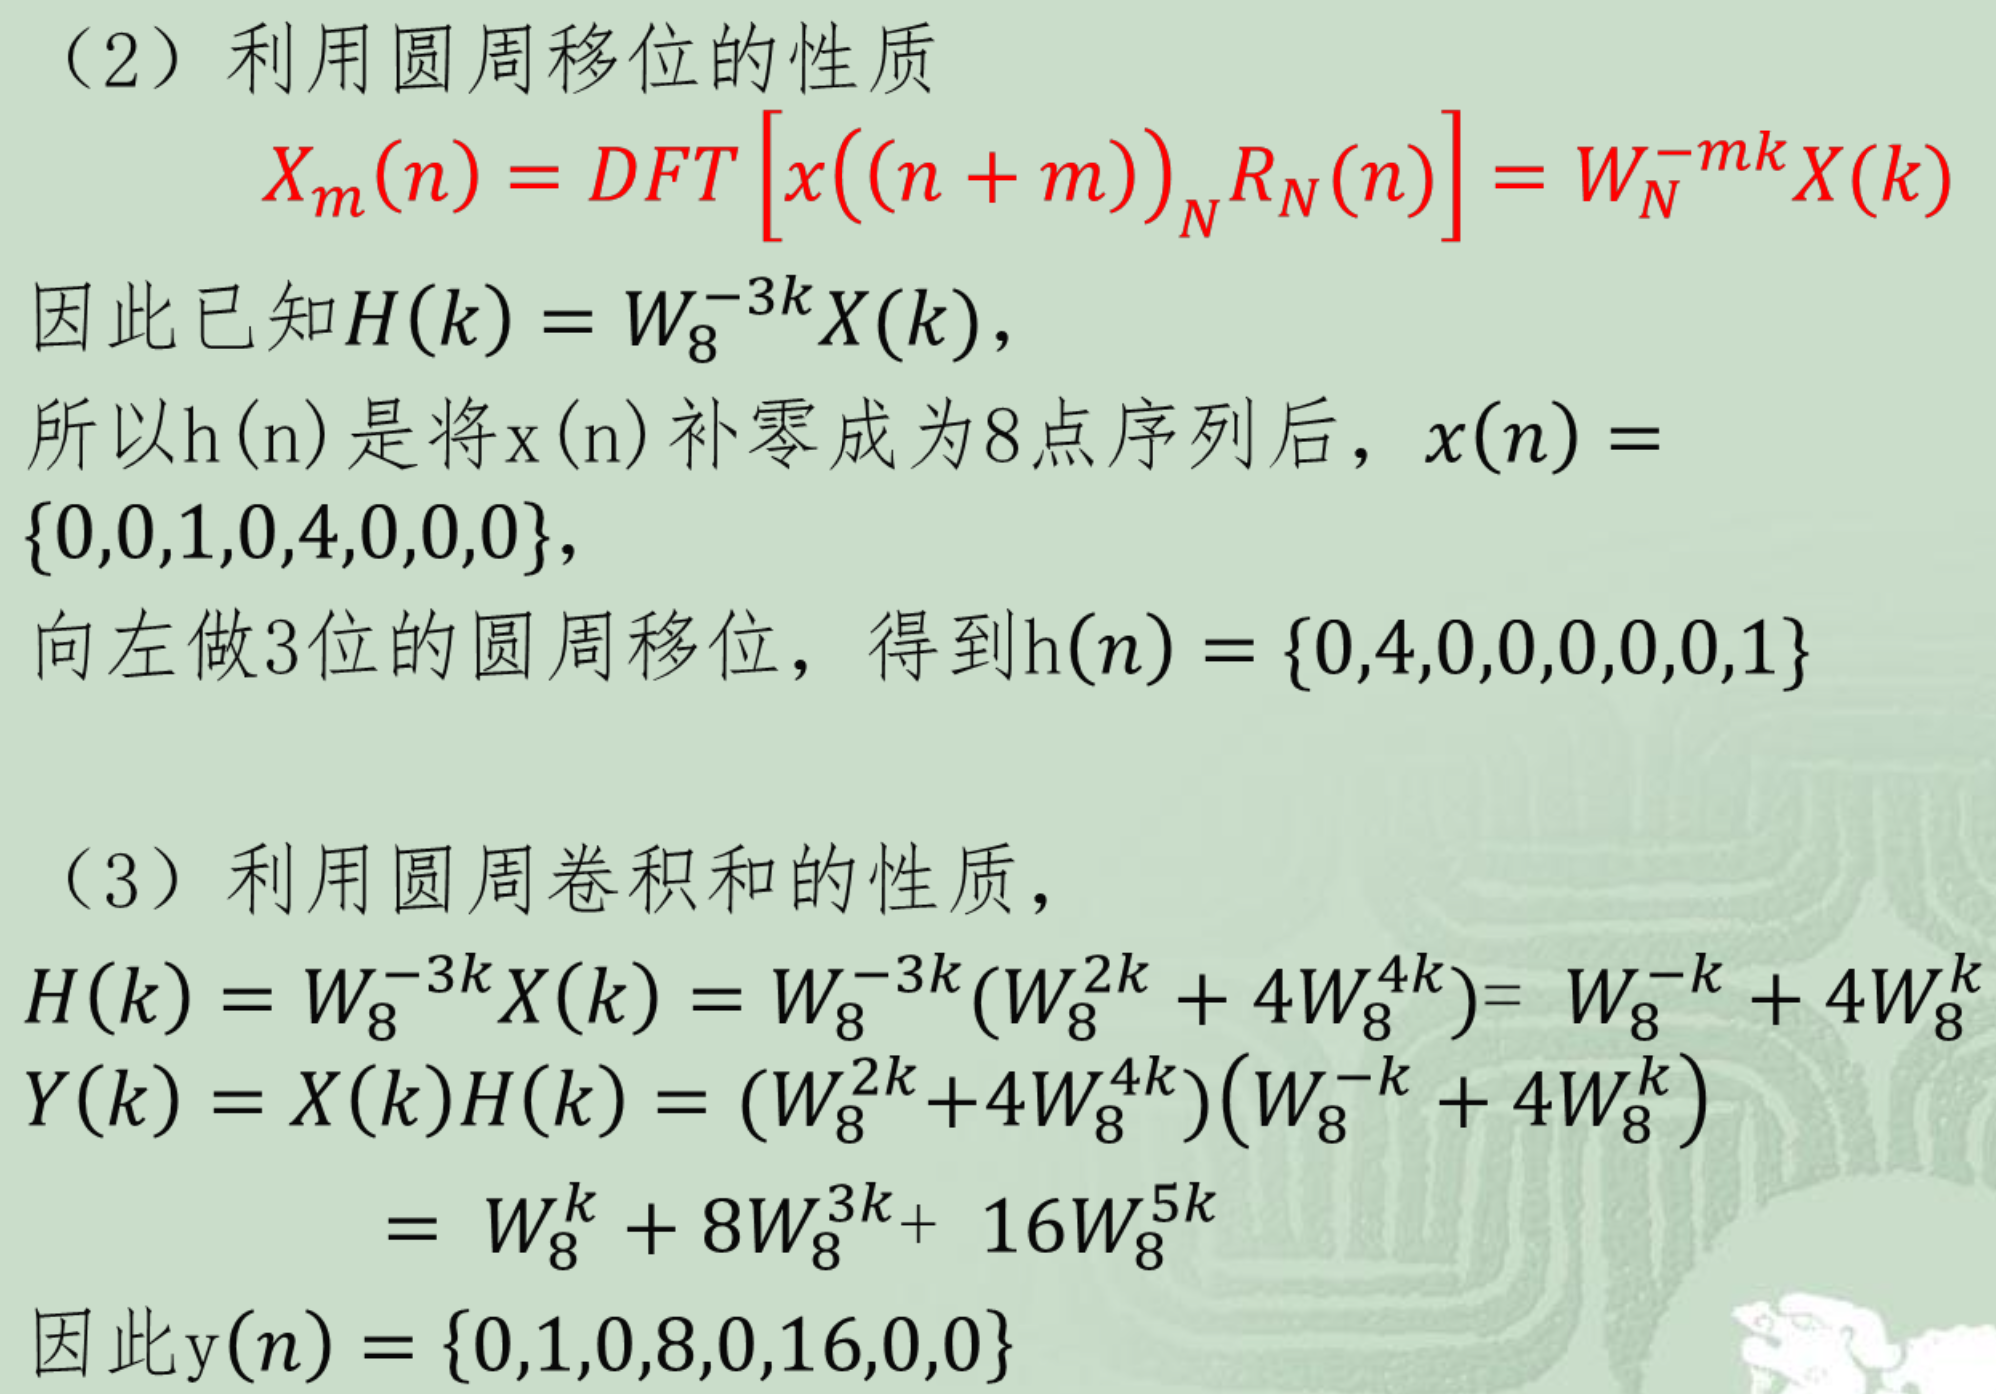 （2）利用圆周移位的性质
X_m(n) = DFT[x((n + m))_N R_N(n)] = W_N^{-mk}X(k)
因此已知H(k) = W_8^{-3k}X(k),
所以h(n)是将x(n)补零成为8点序列后, x(n) =
{0,0,1,0,4,0,0,0},
向左做3位的圆周移位, 得到h(n) = {0,4,0,0,0,0,0,1}
（3）利用圆周卷积和的性质,
H(k) = W_8^{-3k}X(k) = W_8^{-3k}(W_8^{2k} + 4W_8^{4k})= W_8^{-k} + 4W_8^{k}
Y(k) = X(k)H(k) = (W_8^{2k}+4W_8^{4k})(W_8^{-k} + 4W_8^{k})
= W_8^{k} + 8W_8^{3k}+ 16W_8^{5k}
因此y(n) = {0,1,0,8,0,16,0,0}